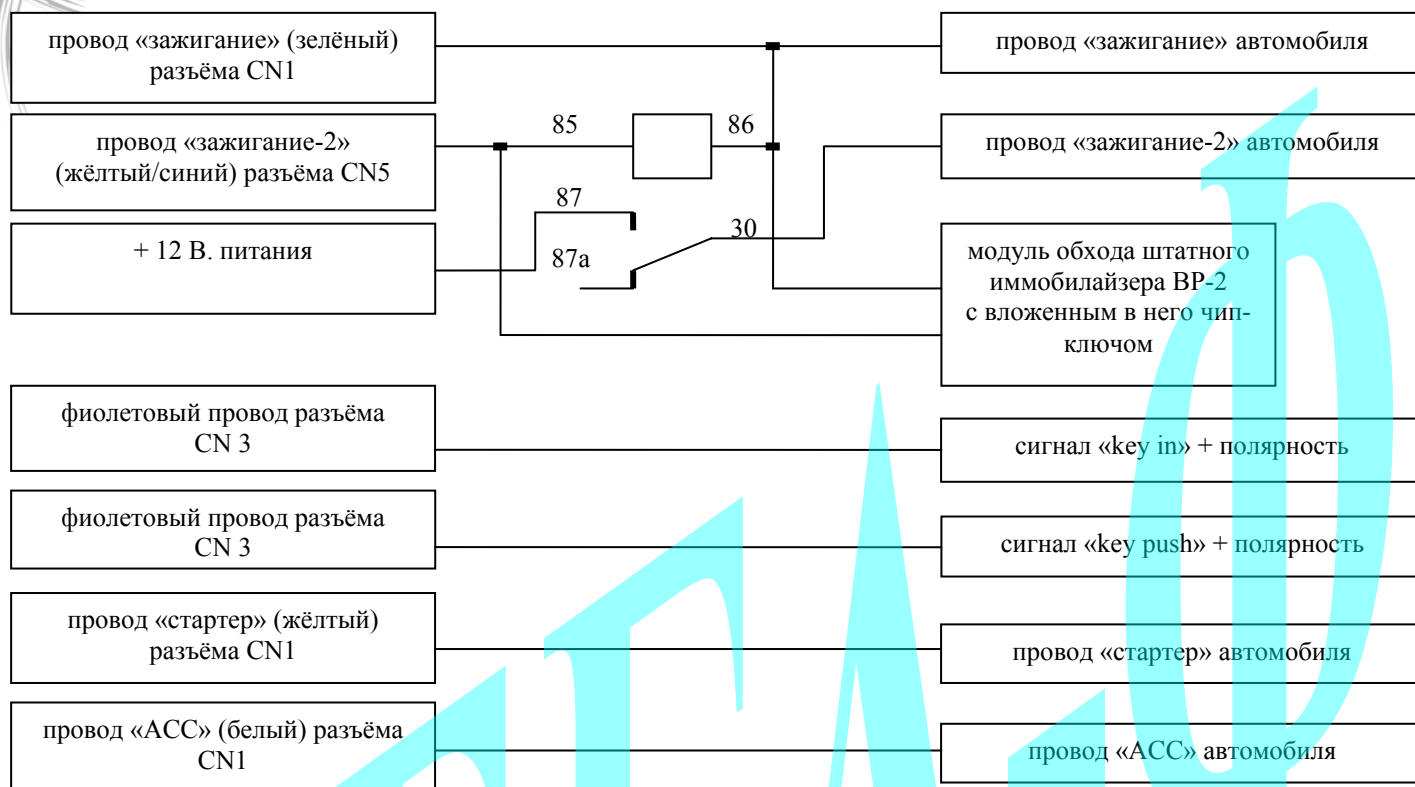 провод «зажигание» (зелёный)
разъёма CN1
провод «зажигание» автомобиля
провод «зажигание-2»
(жёлтый/синий) разъёма CN5
85
86
провод «зажигание-2» автомобиля
+ 12 В. питания
87
87а
30
модуль обхода штатного
иммобилайзера BP-2
с вложенным в него чип-
ключом
фиолетовый провод разъёма
CN 3
сигнал «key in» + полярность
фиолетовый провод разъёма
CN 3
сигнал «key push» + полярность
провод «стартер» (жёлтый)
разъёма CN1
провод «стартер» автомобиля
провод «АСС» (белый) разъёма
CN1
провод «АСС» автомобиля